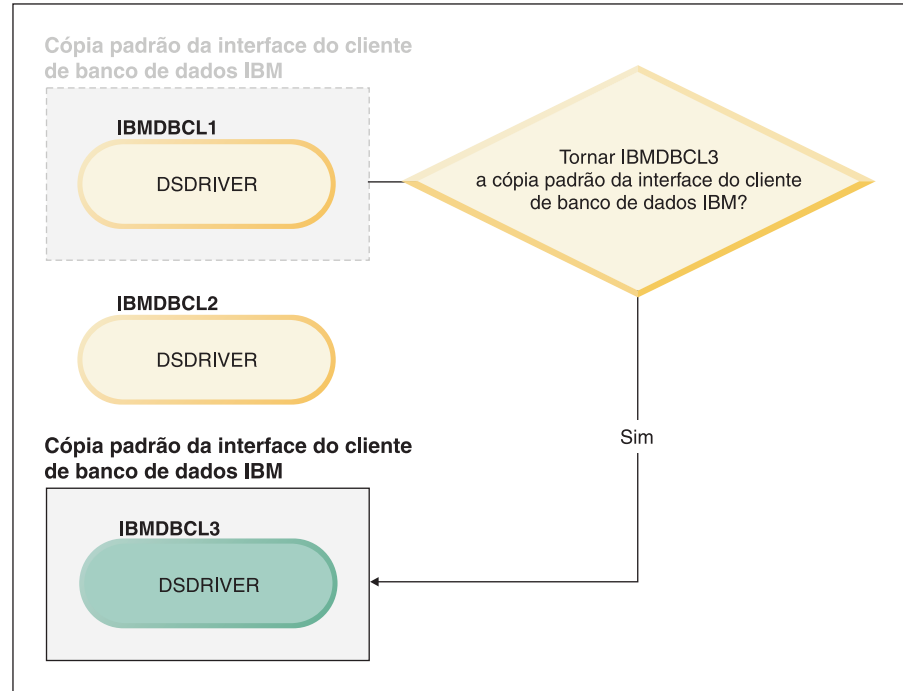 Cópia padrão da interface do cliente
de banco de dados IBM
IBMDBCL1
DSDRIVER
Tornar IBMDBCL3
a cópia padrão da interface do cliente
de banco de dados IBM?
IBMDBCL2
DSDRIVER
Sim
Cópia padrão da interface do cliente
de banco de dados IBM
IBMDBCL3
DSDRIVER